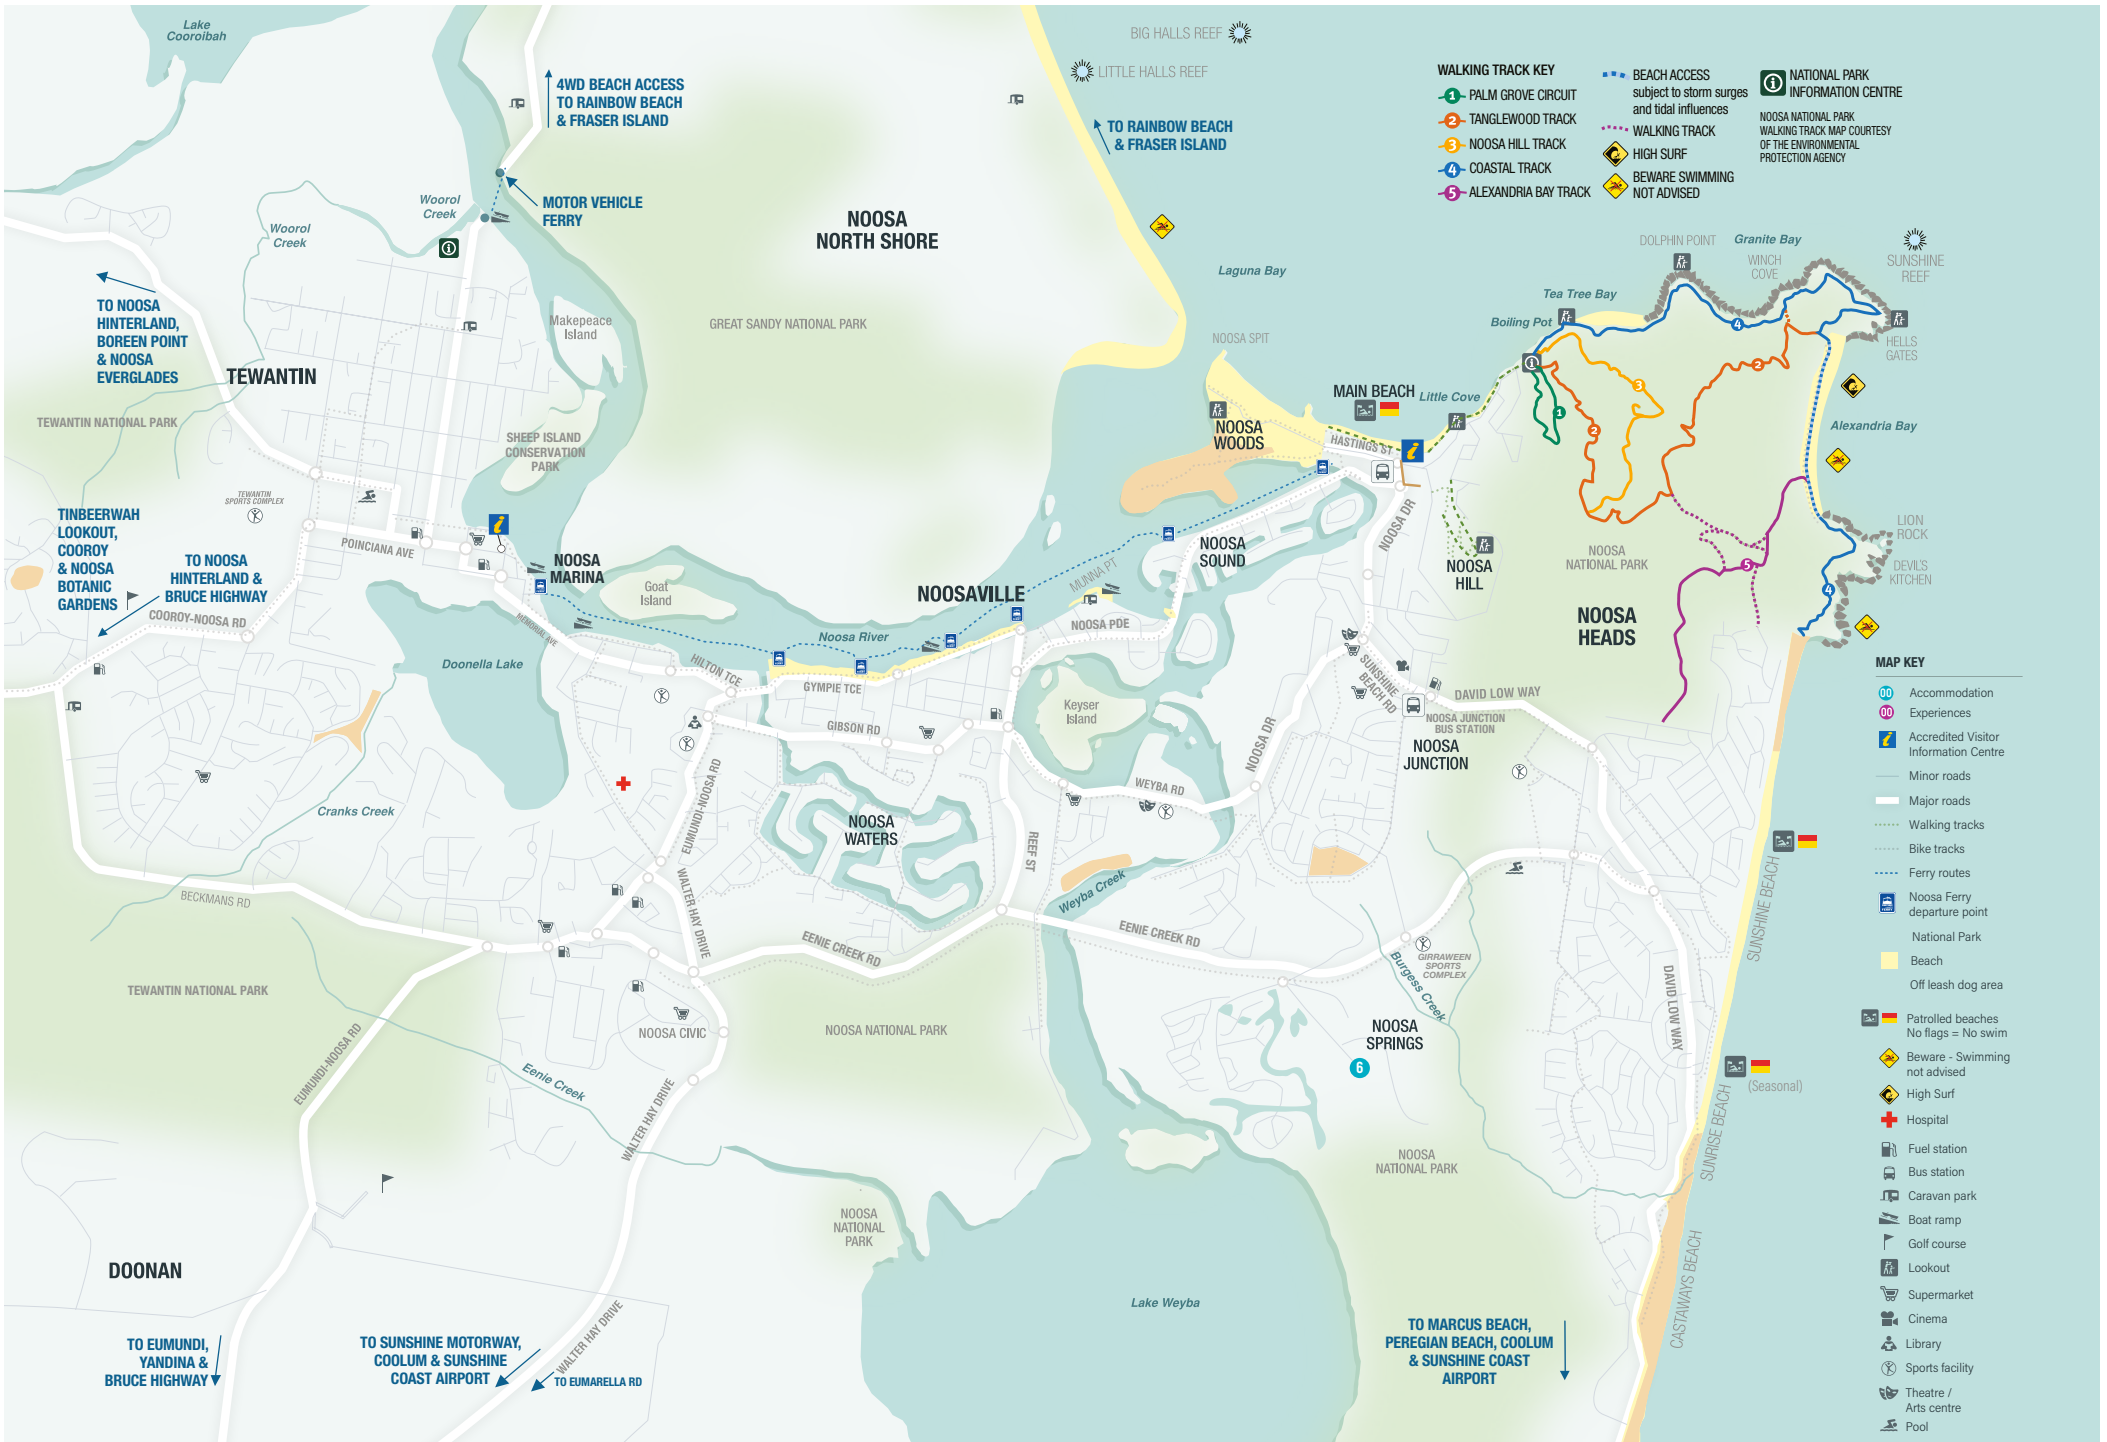 Lake
Cooroibah
4WD BEACH ACCESS
TO RAINBOW BEACH
& FRASER ISLAND
BIG HALLS REEF
LITTLE HALLS REEF
TO RAINBOW BEACH
& FRASER ISLAND
WALKING TRACK KEY
1 PALM GROVE CIRCUIT
2 TANGLEWOOD TRACK
3 NOOSA HILL TRACK
4 COASTAL TRACK
5 ALEXANDRIA BAY TRACK
BEACH ACCESS
subject to storm surges
and tidal influences
WALKING TRACK
HIGH SURF
BEWARE SWIMMING
NOT ADVISED
NATIONAL PARK
INFORMATION CENTRE
NOOSA NATIONAL PARK
WALKING TRACK MAP COURTESY
OF THE ENVIRONMENTAL
PROTECTION AGENCY
Woorol
Creek
Woorol
Creek
MOTOR VEHICLE
FERRY
NOOSA
NORTH SHORE
Laguna Bay
DOLPHIN POINT
Granite Bay
WINCH
COVE
SUNSHINE
REEF
Tea Tree Bay
Boiling Pot
HELLS
GATES
TO NOOSA
HINTERLAND,
BOREEN POINT
& NOOSA
EVERGLADES
Makepeace
Island
GREAT SANDY NATIONAL PARK
NOOSA SPIT
TEWANTIN
MAIN BEACH
Little Cove
4
2
3
1
2
TEWANTIN NATIONAL PARK
SHEEP ISLAND
CONSERVATION
PARK
NOOSA
WOODS
HASTINGS ST
Alexandria Bay
TEWANTIN
SPORTS COMPLEX
TINBEERWAH
LOOKOUT,
COOROY
& NOOSA
BOTANIC
GARDENS
TO NOOSA
HINTERLAND &
BRUCE HIGHWAY
POINCIANA AVE
NOOSA
MARINA
Goat
Island
NOOSAVILLE
MUNNA PT
NOOSA
SOUND
NOOSA DR
NOOSA
HILL
NOOSA
NATIONAL PARK
5
LION
ROCK
DEVIL'S
KITCHEN
4
NOOSA
HEADS
COOROY-NOOSA RD
MEMORIAL AVE
Noosa River
NOOSA PDE
Doonella Lake
HILTON TCE
GYMPIE TCE
GIBSON RD
Keyser
Island
SUNSHINE
BEACH RD
DAVID LOW WAY
NOOSA JUNCTION
BUS STATION
NOOSA
JUNCTION
NOOSA DR
WEYBA RD
EUMUNDI-NOOSA RD
Cranks Creek
NOOSA
WATERS
REEF ST
Weyba Creek
WALTER HAY DRIVE
BECKMANS RD
EENIE CREEK RD
EENIE CREEK RD
GIRRAWEEN
SPORTS
COMPLEX
Burgess Creek
SUNSHINE BEACH
DAVID LOW WAY
TEWANTIN NATIONAL PARK
NOOSA CIVIC
NOOSA NATIONAL PARK
NOOSA
SPRINGS
6
EUMUNDI-NOOSA RD
Eenie Creek
WALTER HAY DRIVE
(Seasonal)
SUNRISE BEACH
NOOSA
NATIONAL PARK
NOOSA
NATIONAL
PARK
DOONAN
Lake Weyba
CASTAWAYS BEACH
TO EUMUNDI,
YANDINA &
BRUCE HIGHWAY
TO SUNSHINE MOTORWAY,
COOLUM & SUNSHINE
COAST AIRPORT
WALTER HAY DRIVE
TO EUMARELLA RD
TO MARCUS BEACH,
PEREGIAN BEACH, COOLUM
& SUNSHINE COAST
AIRPORT
MAP KEY
00 Accommodation
00 Experiences
Accredited Visitor
Information Centre
Minor roads
Major roads
Walking tracks
Bike tracks
Ferry routes
Noosa Ferry
departure point
National Park
Beach
Off leash dog area
Patrolled beaches
No flags = No swim
Beware - Swimming
not advised
High Surf
Hospital
Fuel station
Bus station
Caravan park
Boat ramp
Golf course
Lookout
Supermarket
Cinema
Library
Sports facility
Theatre /
Arts centre
Pool